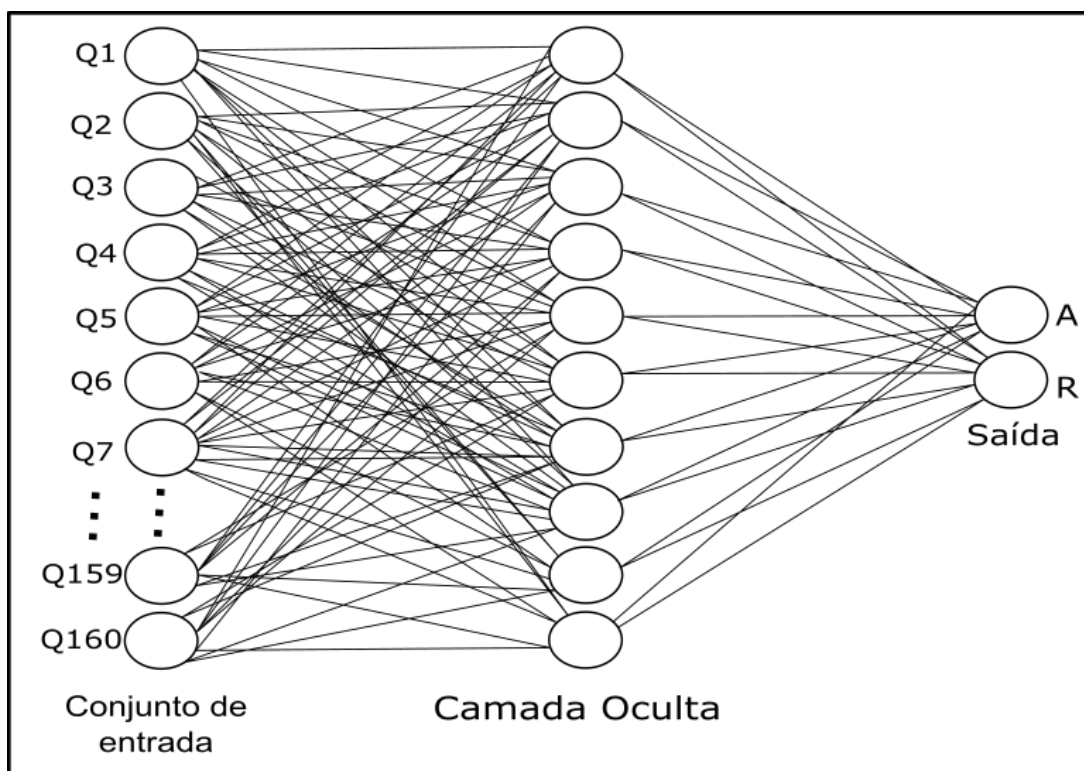 Q1
Q2
Q3
Q4
Q5
Q6
Q7
Q159
Q160
A
R
Saída
Conjunto de
entrada
Camada Oculta